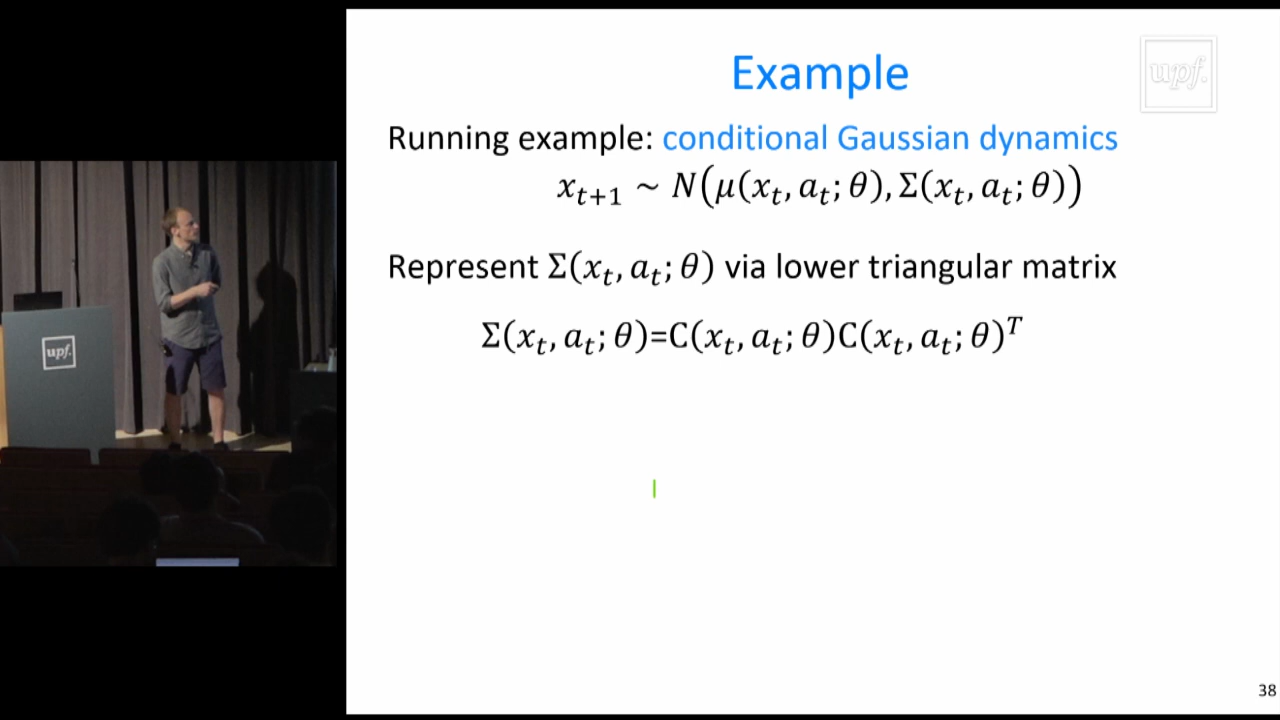 Example
upf.
Running example: conditional Gaussian dynamics
x_{t+1} ~ N(μ(x_t, a_t; θ), Σ(x_t, a_t; θ))
Represent Σ(x_t, a_t; θ) via lower triangular matrix
Σ(x_t, a_t; θ)=C(x_t, a_t; θ)C(x_t, a_t; θ)^T
upf.
38